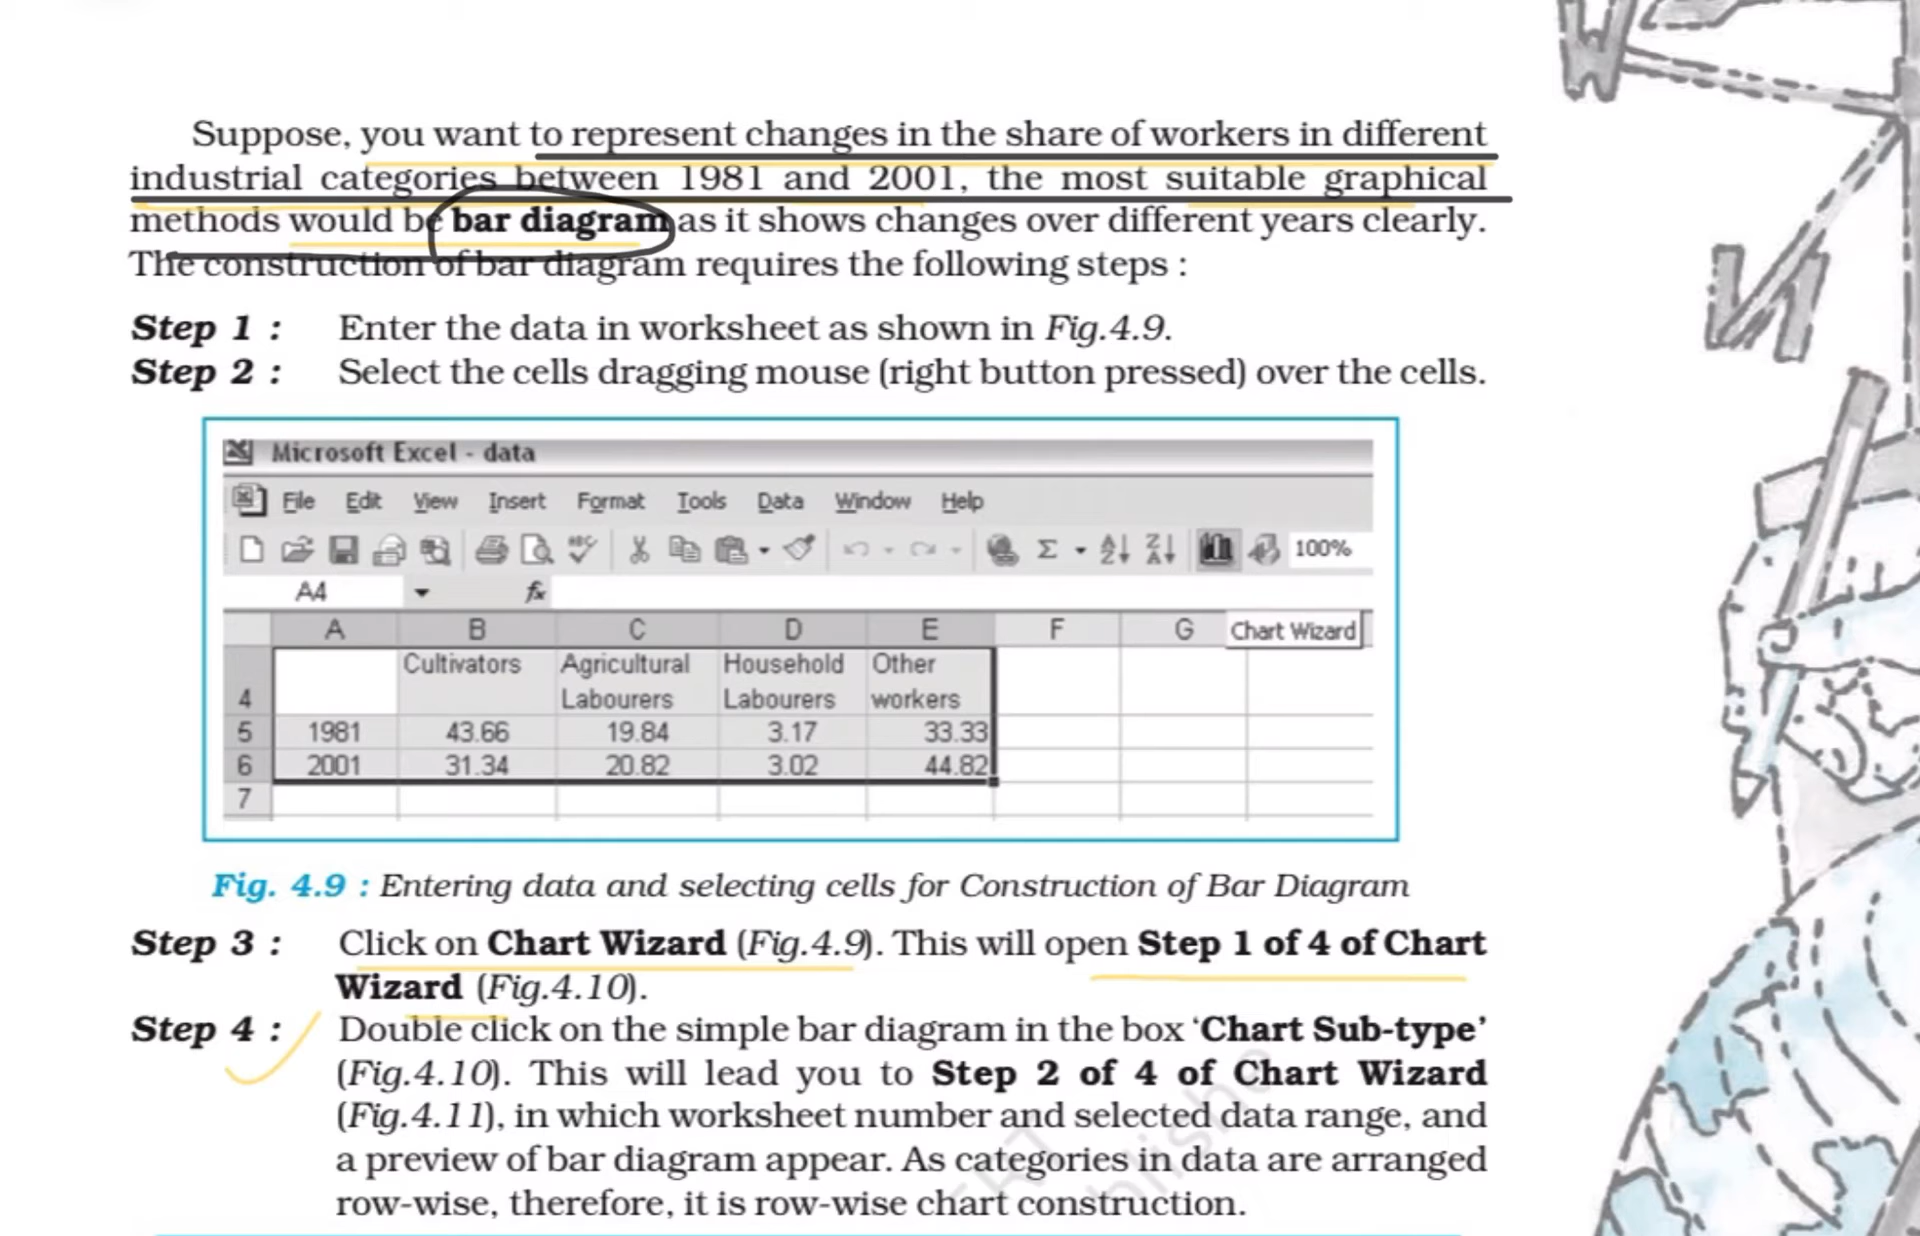 Suppose, you want to represent changes in the share of workers in different
industrial categories between 1981 and 2001, the most suitable graphical
methods would be bar diagram as it shows changes over different years clearly.
The construction of bar diagram requires the following steps :
Step 1 : Enter the data in worksheet as shown in Fig.4.9.
Step 2 : Select the cells dragging mouse (right button pressed) over the cells.
Microsoft Excel - data
File Edit View Insert Format Tools Data Window Help
100%
A4 fx
A B C D E F G Chart Wizard
Cultivators Agricultural Household Other
4 Labourers Labourers workers
5 1981 43.66 19.84 3.17 33.33
6 2001 31.34 20.82 3.02 44.82
7
Fig. 4.9 : Entering data and selecting cells for Construction of Bar Diagram
Step 3 : Click on Chart Wizard (Fig.4.9). This will open Step 1 of 4 of Chart
Wizard (Fig.4.10).
Step 4 : Double click on the simple bar diagram in the box ‘Chart Sub-type’
(Fig.4.10). This will lead you to Step 2 of 4 of Chart Wizard
(Fig.4.11), in which worksheet number and selected data range, and
a preview of bar diagram appear. As categories in data are arranged
row-wise, therefore, it is row-wise chart construction.